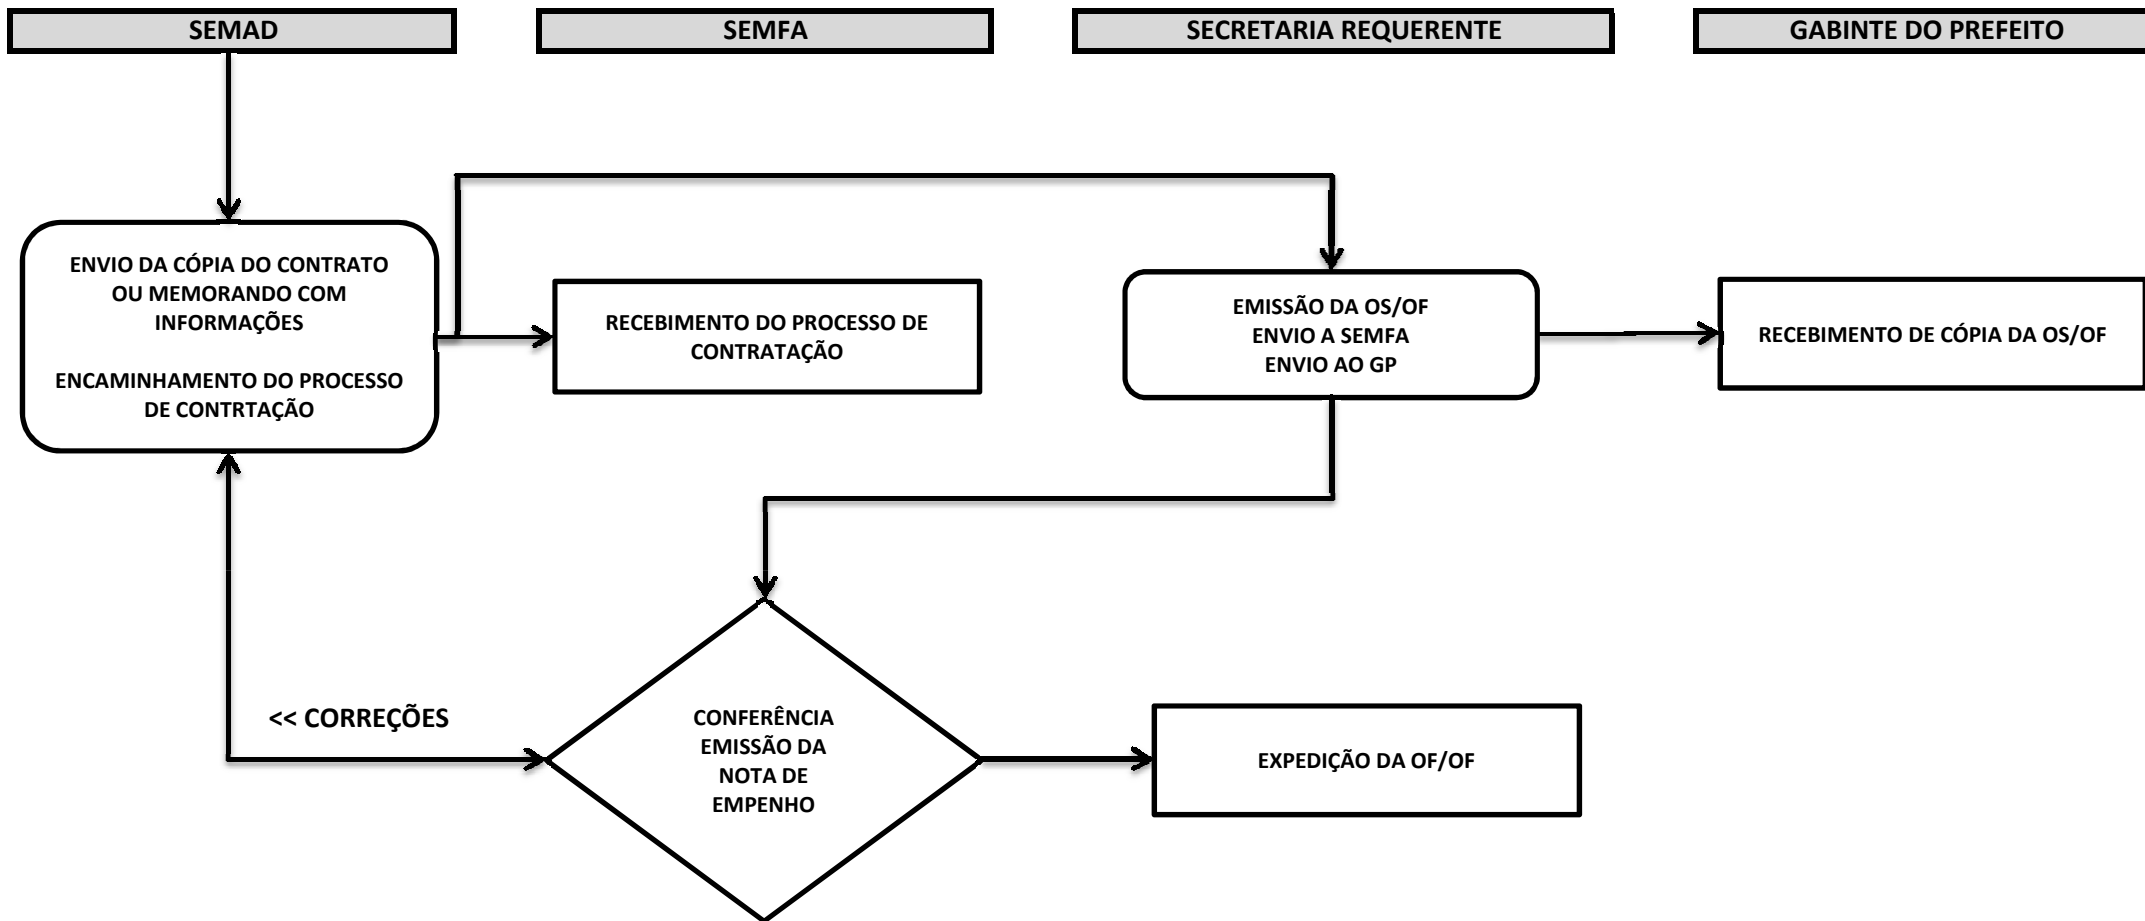 SEMAD
SEMFA
SECRETARIA REQUERENTE
GABINTE DO PREFEITO
ENVIO DA CÓPIA DO CONTRATO
OU MEMORANDO COM
INFORMAÇÕES
ENCAMINHAMENTO DO PROCESSO
DE CONTRTAÇÃO
RECEBIMENTO DO PROCESSO DE
CONTRATAÇÃO
EMISSÃO DA OS/OF
ENVIO A SEMFA
ENVIO AO GP
RECEBIMENTO DE CÓPIA DA OS/OF
<< CORREÇÕES
CONFERÊNCIA
EMISSÃO DA
NOTA DE
EMPENHO
EXPEDIÇÃO DA OF/OF